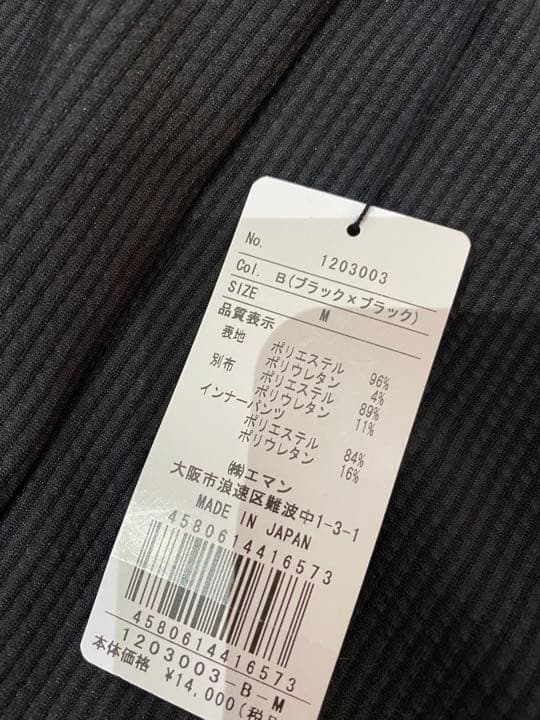 No. 1203003
Col. B(ブラック×ブラック)
SIZE M
品質表示
表地 ポリエステル 96%
ポリウレタン 4%
別布 ポリエステル 89%
ポリウレタン 11%
インナーパンツ
ポリエステル 84%
ポリウレタン 16%
㈱エマン
大阪市浪速区難波中1-3-1
MADE IN JAPAN
4580614416573
4580614416573
1203003-B-M
本体価格 ¥14,000(税